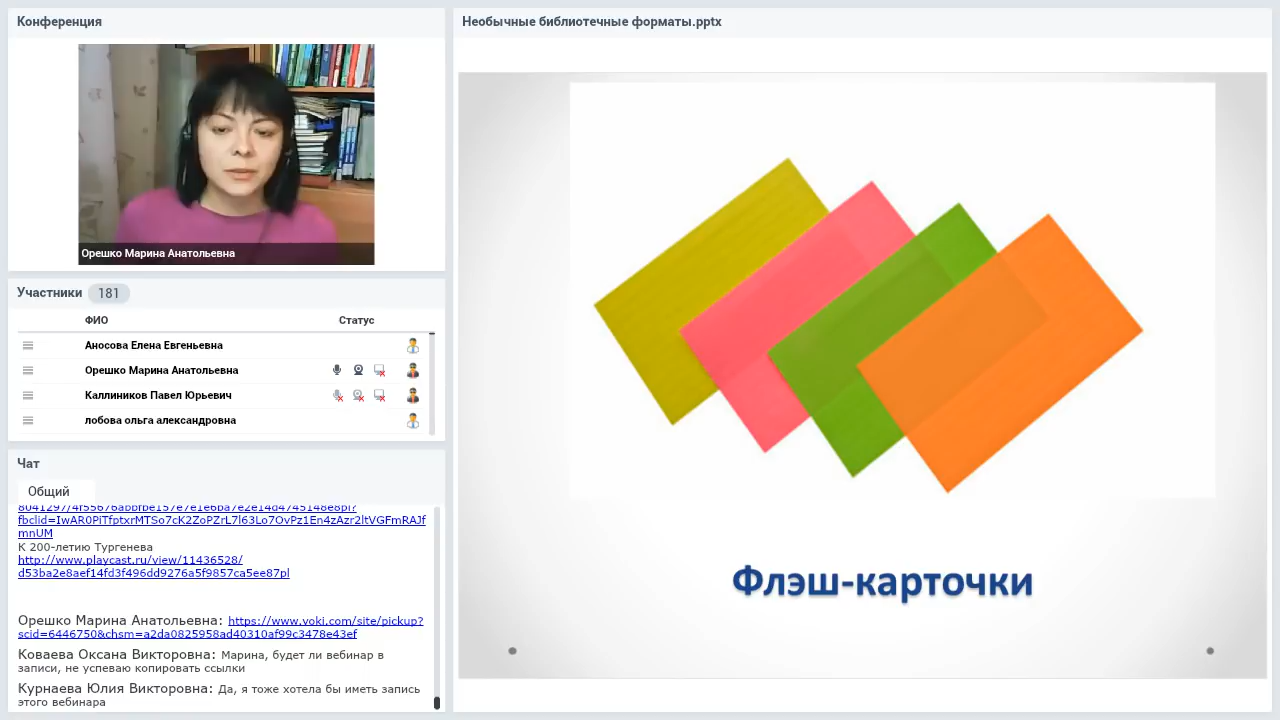 Конференция
Орешко Марина Анатольевна
Участники 181
ФИО Статус
Аносова Елена Евгеньевна
Орешко Марина Анатольевна
Каллиников Павел Юрьевич
лобова ольга александровна
Чат
Общий
fbclid=IwAR0PiTfptxrMTSo7cK2ZoPZrL7l63Lo7OvPz1En4zAzr2ltVGFmRAJf
mnUM
К 200-летию Тургенева
http://www.playcast.ru/view/11436528/
d53ba2e8aef14fd3f496dd9276a5f9857ca5ee87pl
Орешко Марина Анатольевна: https://www.voki.com/site/pickup?
scid=6446750&chsm=a2da0825958ad40310af99c3478e43ef
Коваева Оксана Викторовна: Марина, будет ли вебинар в
записи, не успеваю копировать ссылки
Курнаева Юлия Викторовна: Да, я тоже хотела бы иметь запись
этого вебинара
Необычные библиотечные форматы.pptx
Флэш-карточки